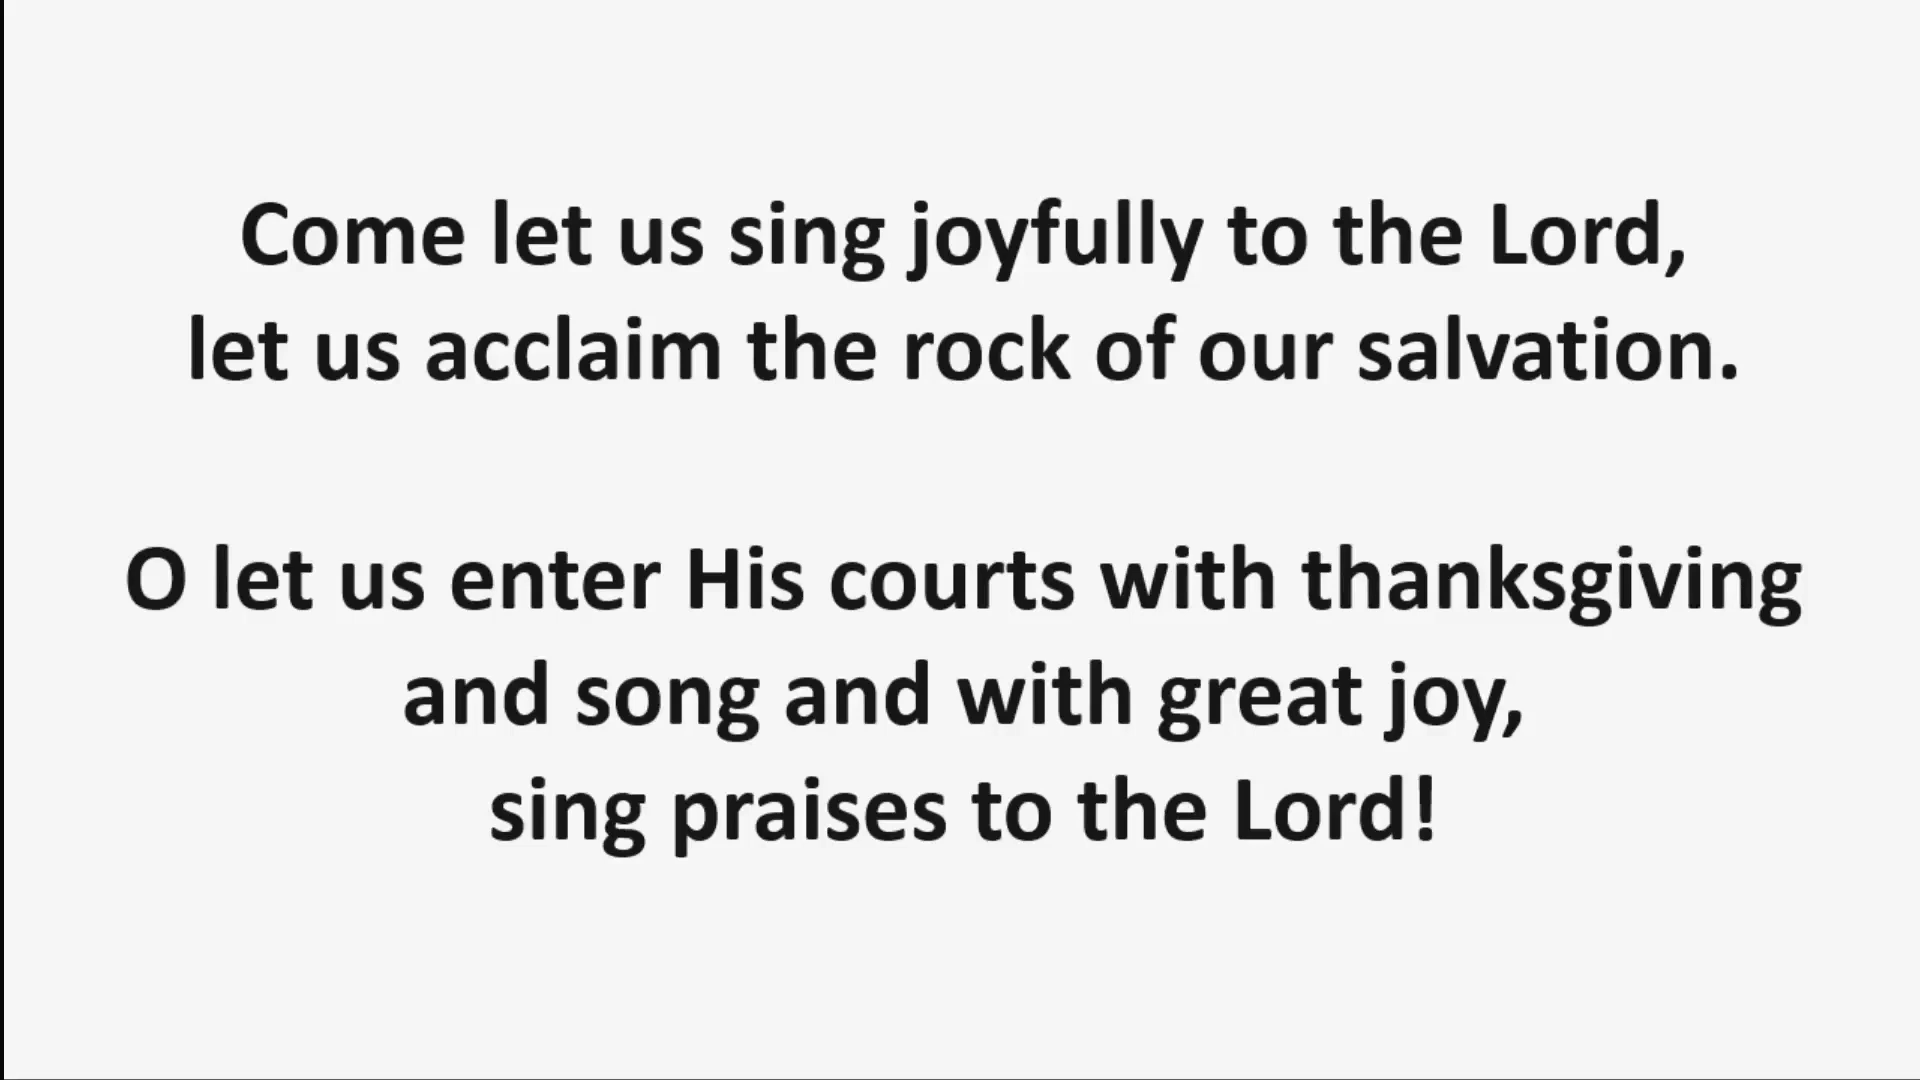 Come let us sing joyfully to the Lord,
let us acclaim the rock of our salvation.
O let us enter His courts with thanksgiving
and song and with great joy,
sing praises to the Lord!